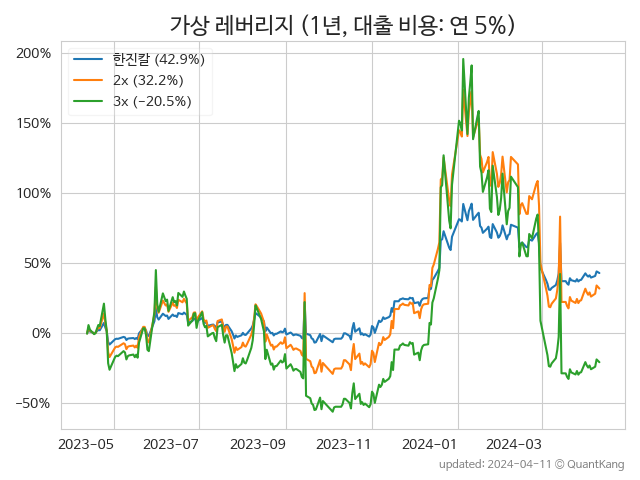 가상 레버리지 (1년, 대출 비용: 연 5%)
200%
한진칼 (42.9%)
2x (32.2%)
3x (−20.5%)
150%
100%
50%
0%
−50%
2023-05 2023-07 2023-09 2023-11 2024-01 2024-03
updated: 2024-04-11 © QuantKang